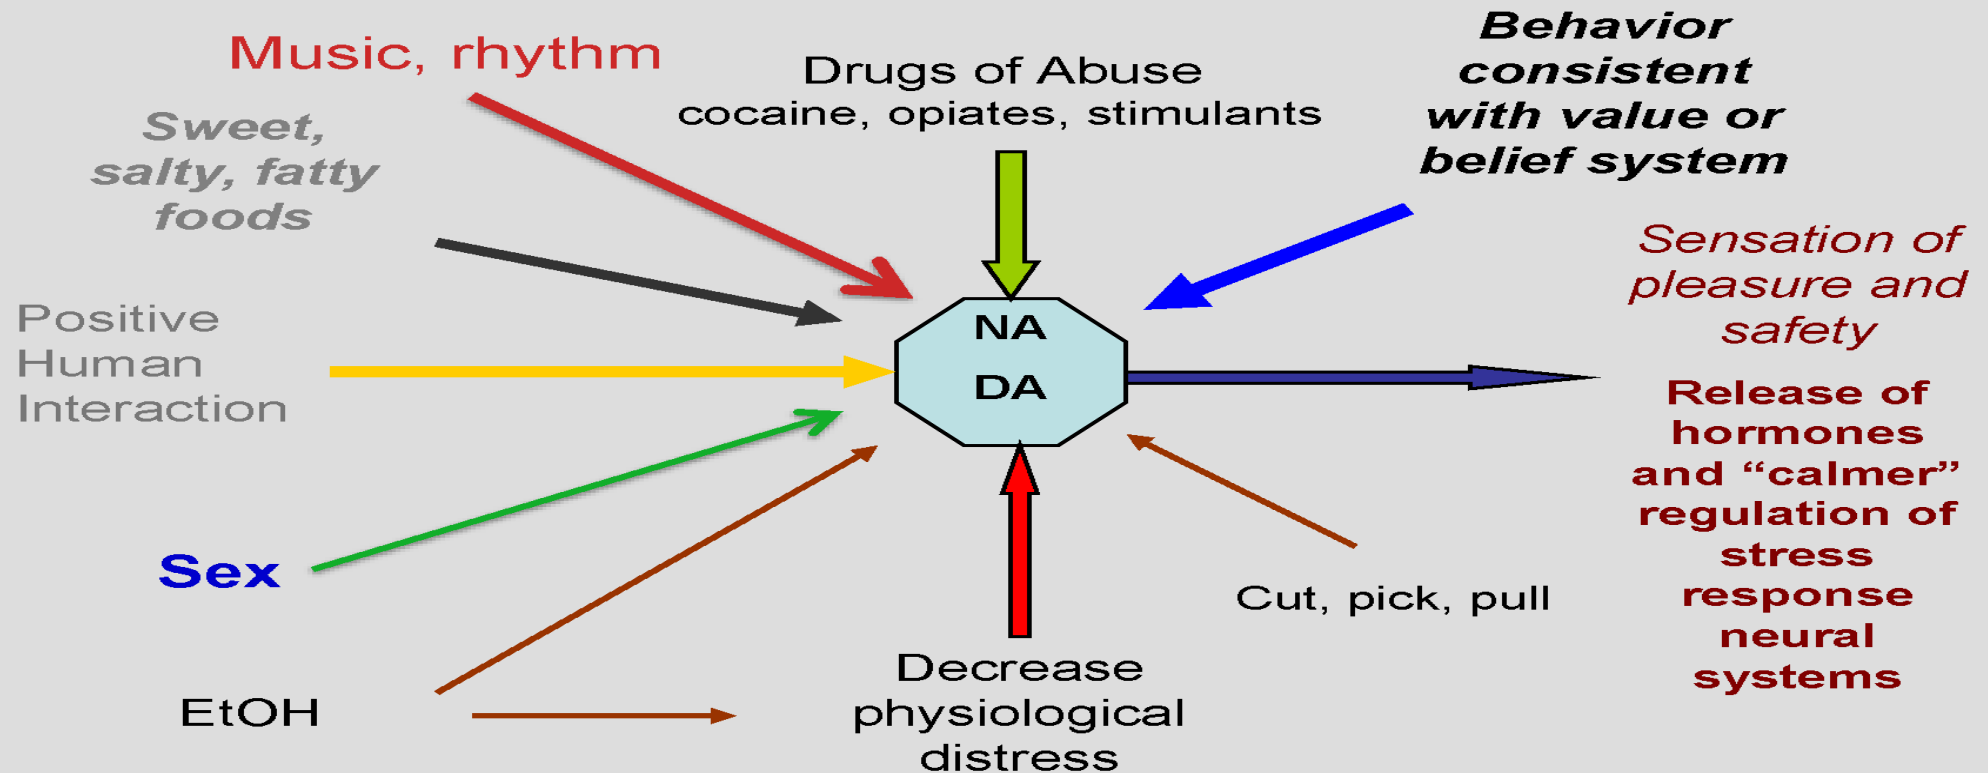 Music, rhythm
Sweet,
salty, fatty
foods
Positive
Human
Interaction
Sex
EtOH
Drugs of Abuse
cocaine, opiates, stimulants
NA
DA
Decrease
physiological
distress
Cut, pick, pull
Behavior
consistent
with value or
belief system
Sensation of
pleasure and
safety
Release of
hormones
and “calmer”
regulation of
stress
response
neural
systems